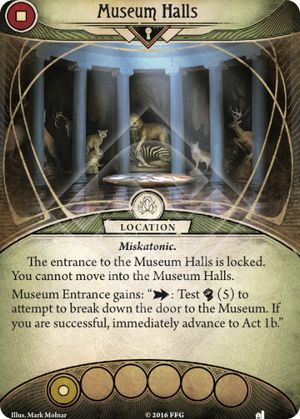 Museum Halls
LOCATION
Miskatonic.
The entrance to the Museum Halls is locked.
You cannot move into the Museum Halls.
Museum Entrance gains: “ : Test (5) to
attempt to break down the door to the Museum. If
you are successful, immediately advance to Act 1b.”
Illus. Mark Molnar
© 2016 FFG